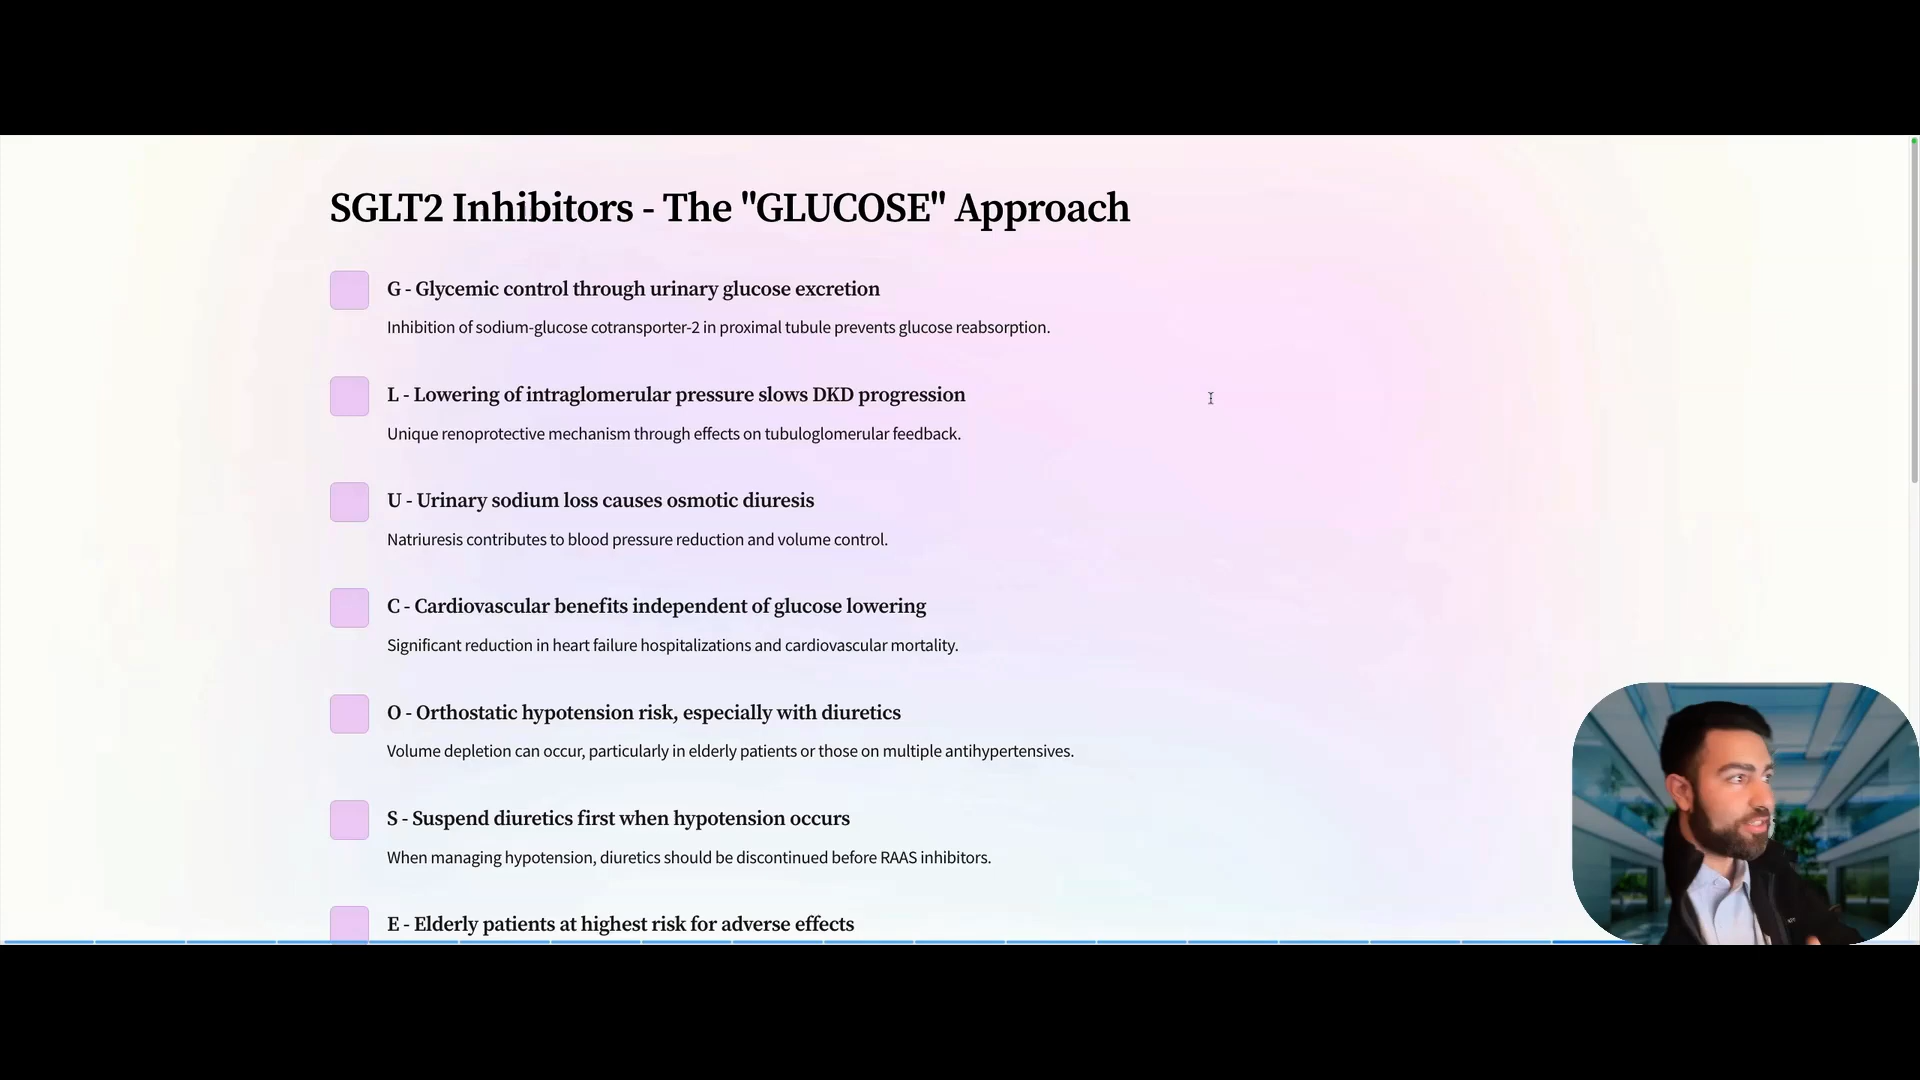 SGLT2 Inhibitors - The "GLUCOSE" Approach
G - Glycemic control through urinary glucose excretion
Inhibition of sodium-glucose cotransporter-2 in proximal tubule prevents glucose reabsorption.
L - Lowering of intraglomerular pressure slows DKD progression
Unique renoprotective mechanism through effects on tubuloglomerular feedback.
U - Urinary sodium loss causes osmotic diuresis
Natriuresis contributes to blood pressure reduction and volume control.
C - Cardiovascular benefits independent of glucose lowering
Significant reduction in heart failure hospitalizations and cardiovascular mortality.
O - Orthostatic hypotension risk, especially with diuretics
Volume depletion can occur, particularly in elderly patients or those on multiple antihypertensives.
S - Suspend diuretics first when hypotension occurs
When managing hypotension, diuretics should be discontinued before RAAS inhibitors.
E - Elderly patients at highest risk for adverse effects